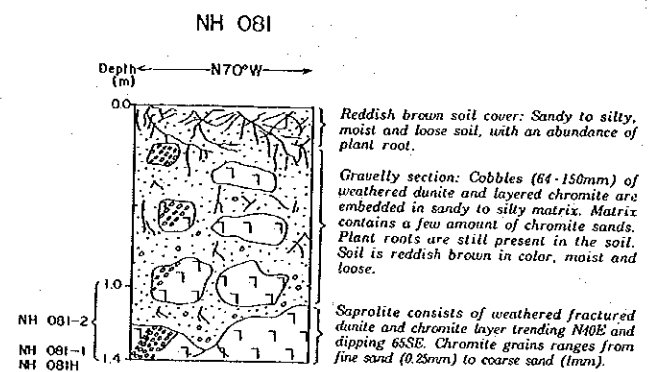 NH 081
Depth
(m)
N70°W
0.0
Reddish brown soil cover: Sandy to silty,
moist and loose soil, with an abundance of
plant root.
Gravelly section: Cobbles (64-150mm) of
weathered dunite and layered chromite are
embedded in sandy to silty matrix. Matrix
contains a few amount of chromite sands.
Plant roots are still present in the soil.
Soil is reddish brown in color, moist and
loose.
1.0
Saprolite consists of weathered fractured
dunite and chromite layer trending N40E and
dipping 65SE. Chromite grains ranges from
fine sand (0.25mm) to coarse sand (1mm).
NH 081-2
NH 081-1
NH 081H
1.4